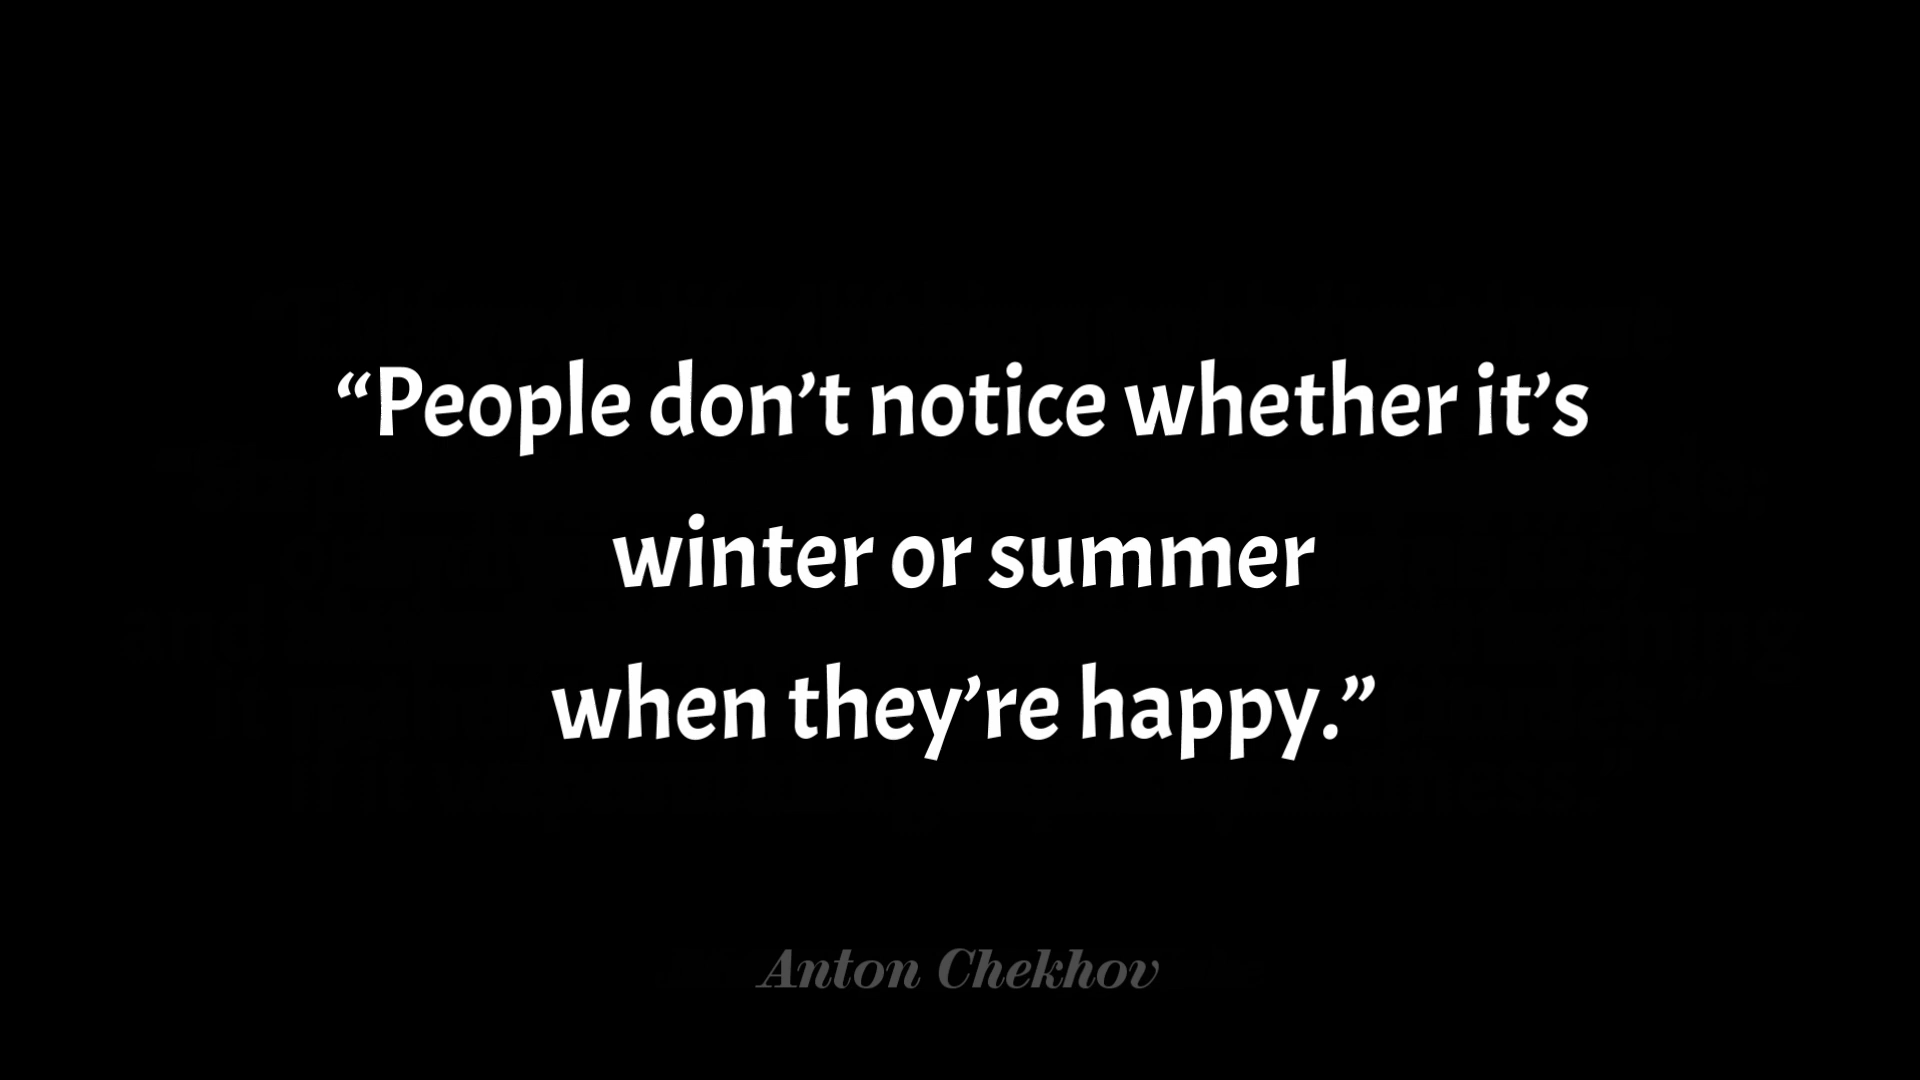 “People don’t notice whether it’s
winter or summer
when they’re happy.”
Anton Chekhov